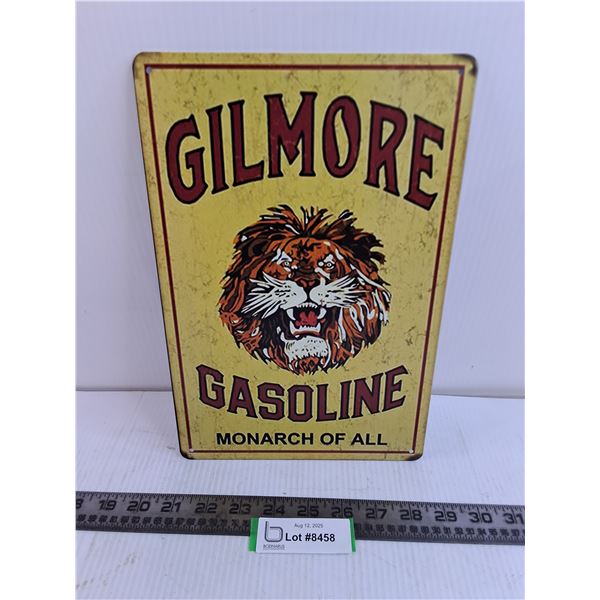 GILMORE
GASOLINE
MONARCH OF ALL
19 20 21 22 23 24 25 26 27 28 29 30 31
Aug 12, 2025
Lot #8458
BODNARUS